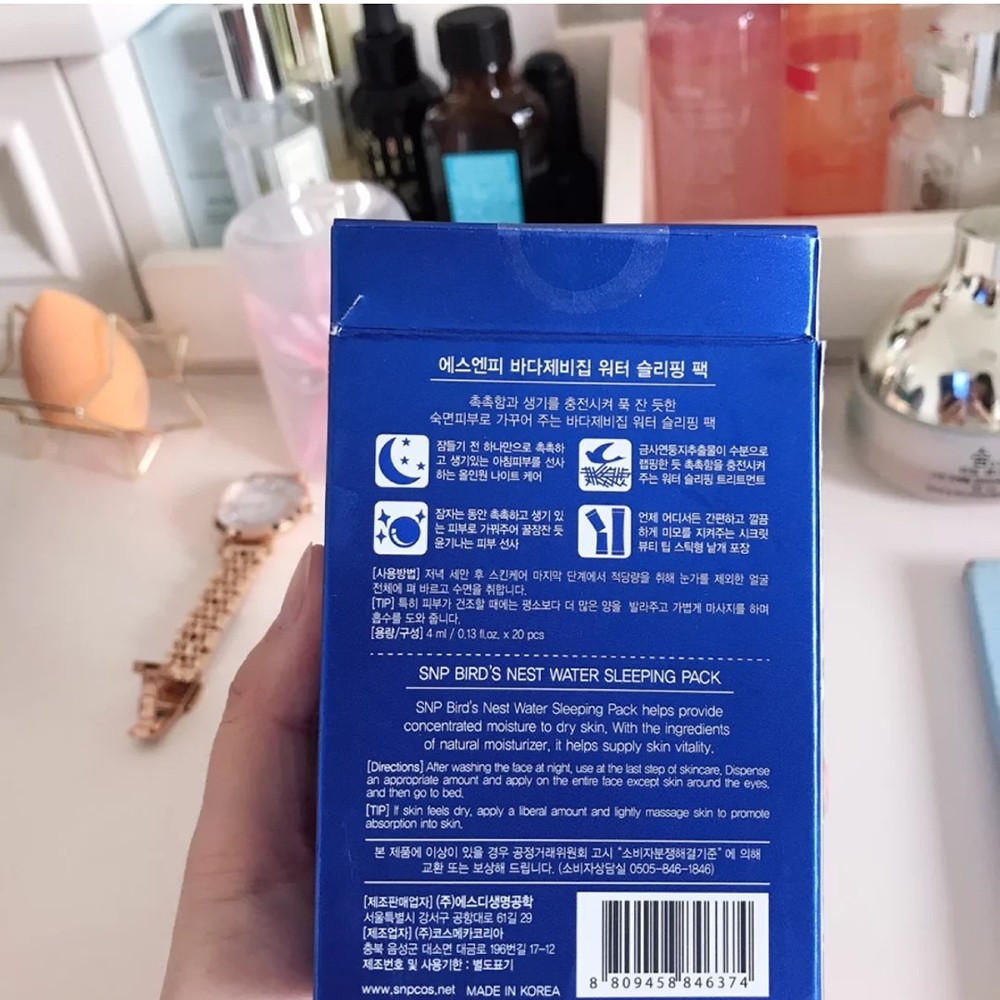 에스엔피 바다제비집 워터 슬리핑 팩
촉촉함과 생기를 충전시켜 푹 잔 듯한
숙면피부로 가꾸어 주는 바다제비집 워터 슬리핑 팩
잠들기 전 하나만으로 촉촉하
고 생기있는 아침피부를 선사
하는 올인원 나이트 케어
금사연둥지추출물이 수분으로
랩핑한 듯 촉촉함을 충전시켜
주는 워터 슬리핑 트리트먼트
잠자는 동안 촉촉하고 생기 있
는 피부로 가꿔주어 꿀잠잔 듯
윤기나는 피부 선사
언제 어디서든 간편하고 깔끔
하게 미모를 지켜주는 시크릿
뷰티 팁 스틱형 낱개 포장
[사용방법] 저녁 세안 후 스킨케어 마지막 단계에서 적당량을 취해 눈가를 제외한 얼굴
전체에 펴 바르고 수면을 취합니다.
[TIP] 특히 피부가 건조할 때에는 평소보다 더 많은 양을 발라주고 가볍게 마사지를 하며
흡수를 도와 줍니다.
[용량/구성] 4 ml / 0.13 fl.oz. x 20 pcs
SNP BIRD'S NEST WATER SLEEPING PACK
SNP Bird's Nest Water Sleeping Pack helps provide
concentrated moisture to dry skin. With the ingredients
of natural moisturizer, it helps supply skin vitality.
[Directions] After washing the face at night, use at the last step of skincare. Dispense
an appropriate amount and apply on the entire face except skin around the eyes,
and then go to bed.
[TIP] If skin feels dry, apply a liberal amount and lightly massage skin to promote
absorption into skin.
본 제품에 이상이 있을 경우 공정거래위원회 고시 "소비자분쟁해결기준" 에 의해
교환 또는 보상해 드립니다. (소비자상담실 0505-846-1846)
[제조판매업자] (주)에스디생명공학
서울특별시 강서구 공항대로 61길 29
[제조업자] (주)코스메카코리아
충북 음성군 대소면 대금로 196번길 17-12
제조번호 및 사용기한 : 별도표기
www.snpcos.net MADE IN KOREA
8 809458 846374